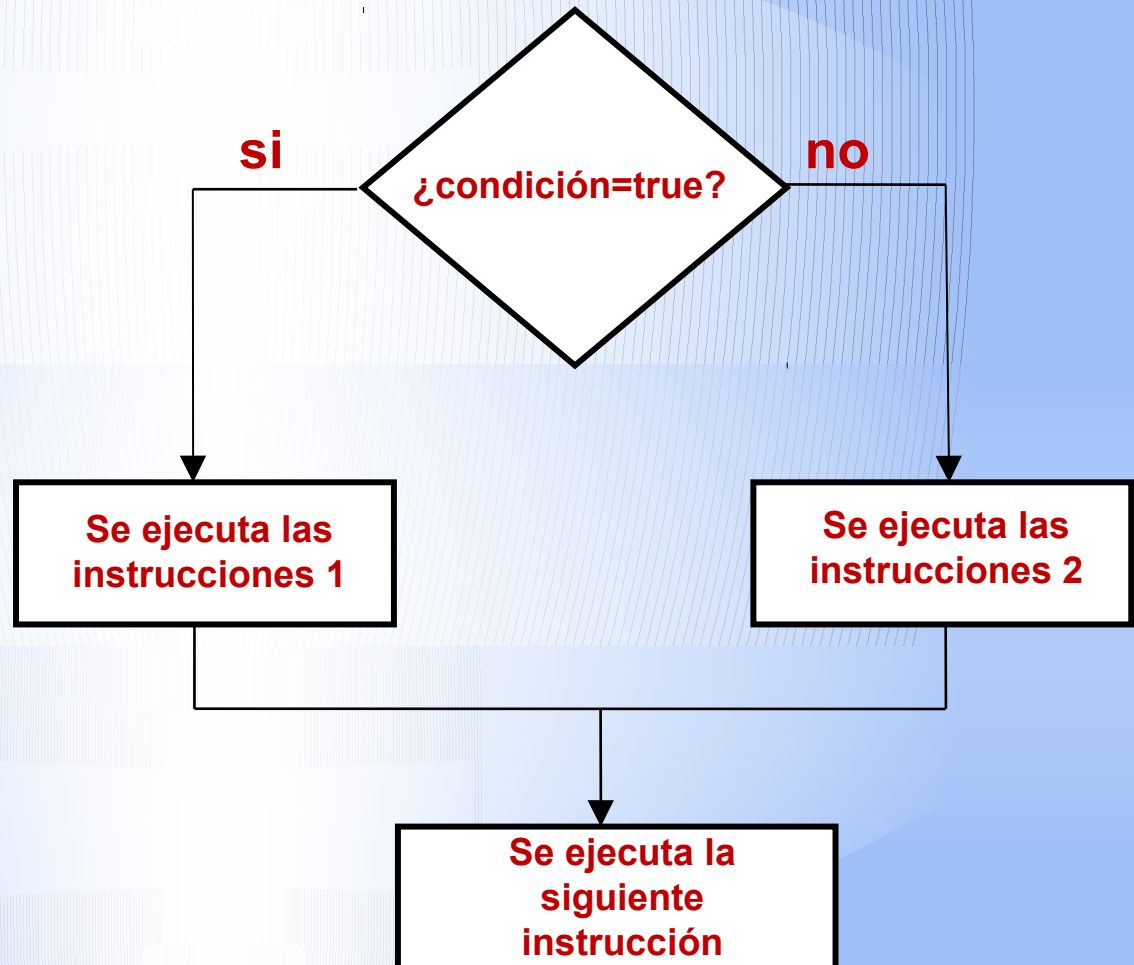 si
¿condición=true?
no
Se ejecuta las
instrucciones 1
Se ejecuta las
instrucciones 2
Se ejecuta la
siguiente
instrucción